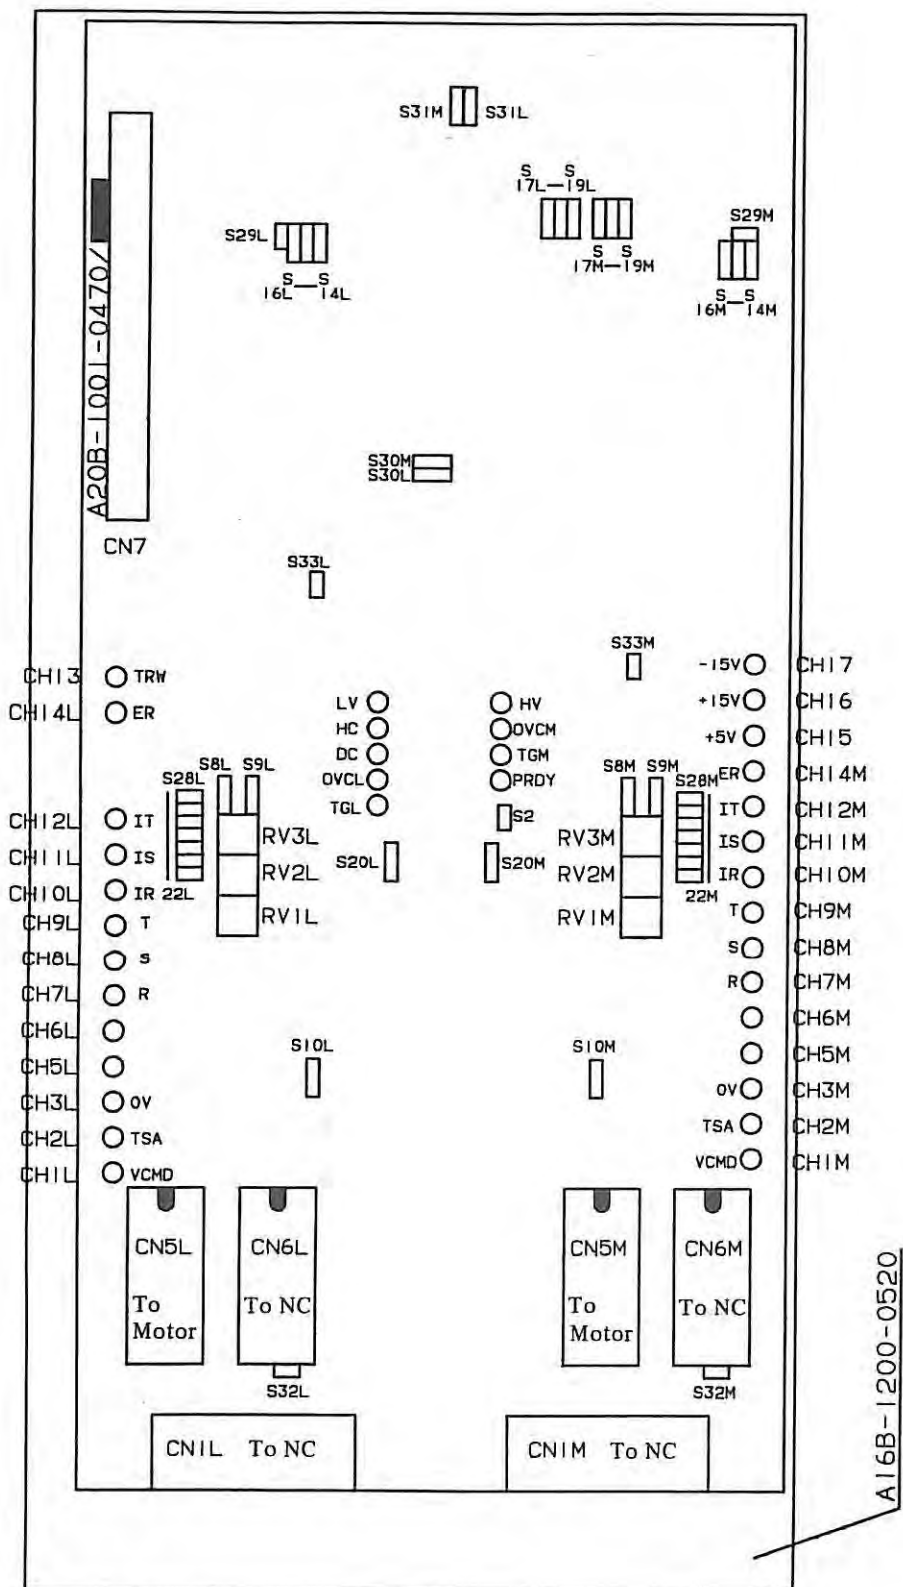 S31M S31L
S S
17L—19L
S29M
S29L
S S
17M—19M
S S
16L—14L
S S
16M—14M
A20B-1001-0470/
S30M
S30L
CN7
S33L
S33M
CH13 TRW
-15V CH17
CH14L ER
LV HV
+15V CH16
HC OVCM
+5V CH15
DC TGM
S28L S8L S9L
OVCL PRDY
S8M S9M S28M
ER CH14M
TGL S2
CH12L IT
IT CH12M
RV3L RV3M
IS CH11M
CH11L IS
S20L S20M
RV2L RV2M
IR CH10M
CH10L IR
22L 22M
RV1L RV1M
T CH9M
CH9L T
S CH8M
CH8L S
R CH7M
CH7L R
CH6M
CH6L
S10L S10M
CH5M
CH5L
OV CH3M
CH3L OV
TSA CH2M
CH2L TSA
VCMD CH1M
CH1L VCMD
CN5L CN6L CN5M CN6M
To To NC To To NC
Motor Motor
S32L S32M
CN1L To NC CN1M To NC
A16B-1200-0520